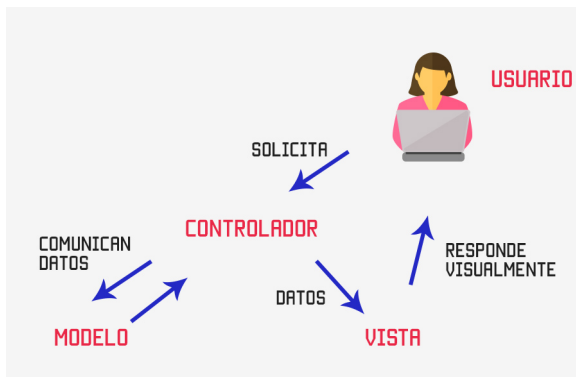 USUARIO
SOLICITA
CONTROLADOR
COMUNICAN
DATOS
RESPONDE
VISUALMENTE
DATOS
MODELO
VISTA